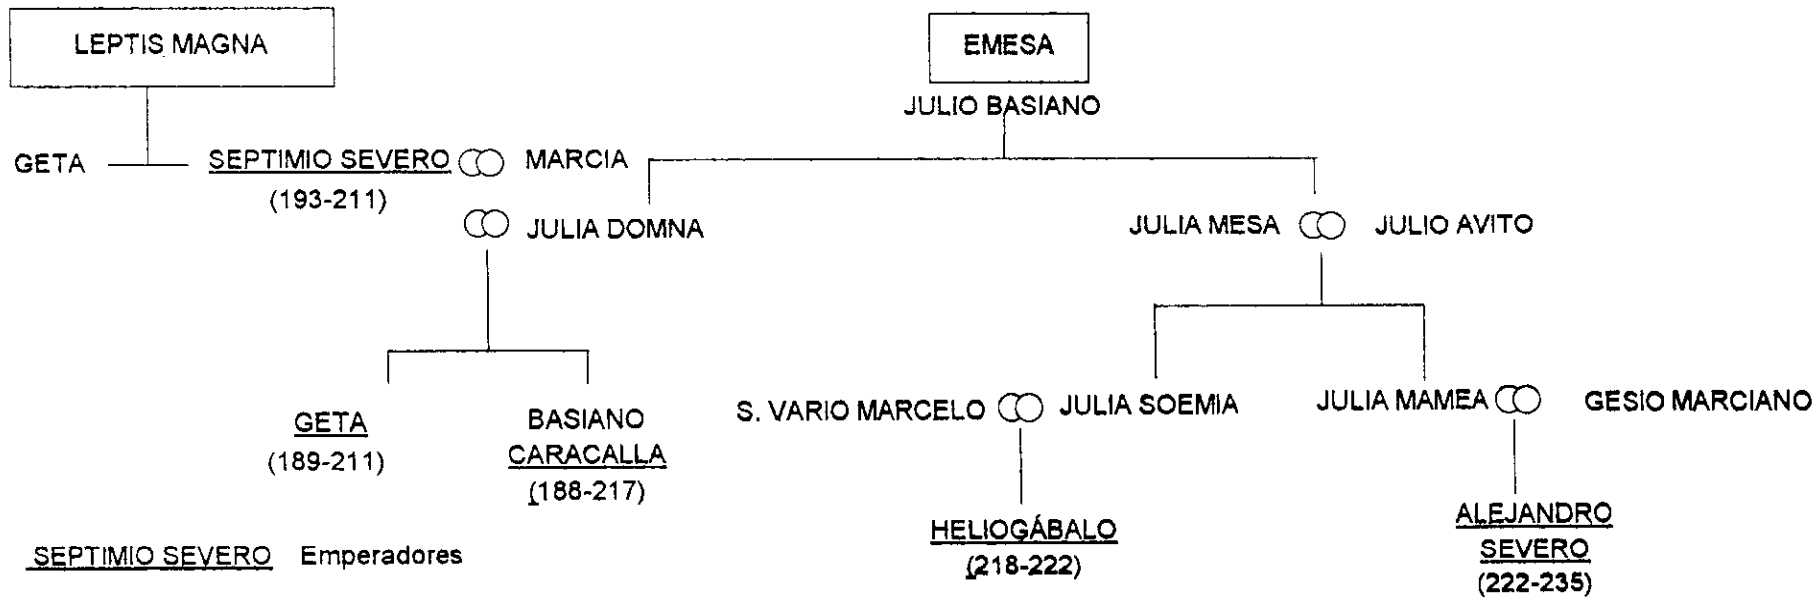 LEPTIS MAGNA
EMESA
JULIO BASIANO
GETA
SEPTIMIO SEVERO
MARCIA
(193-211)
JULIA DOMNA
JULIA MESA
JULIO AVITO
S. VARIO MARCELO
JULIA SOEMIA
JULIA MAMEA
GESIO MARCIANO
GETA
(189-211)
BASIANO
CARACALLA
(188-217)
HELIOGÁBALO
(218-222)
ALEJANDRO
SEVERO
(222-235)
SEPTIMIO SEVERO Emperadores